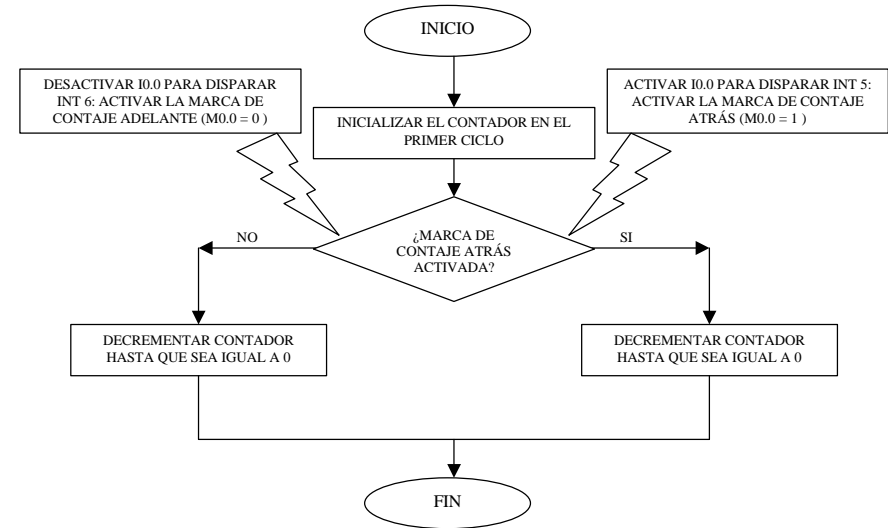 INICIO
DESACTIVAR I0.0 PARA DISPARAR
INT 6: ACTIVAR LA MARCA DE
CONTAJE ADELANTE (M0.0 = 0 )
ACTIVAR I0.0 PARA DISPARAR INT 5:
ACTIVAR LA MARCA DE CONTAJE
ATRÁS (M0.0 = 1 )
INICIALIZAR EL CONTADOR EN EL
PRIMER CICLO
¿MARCA DE
CONTAJE ATRÁS
ACTIVADA?
NO
SI
DECREMENTAR CONTADOR
HASTA QUE SEA IGUAL A 0
DECREMENTAR CONTADOR
HASTA QUE SEA IGUAL A 0
FIN